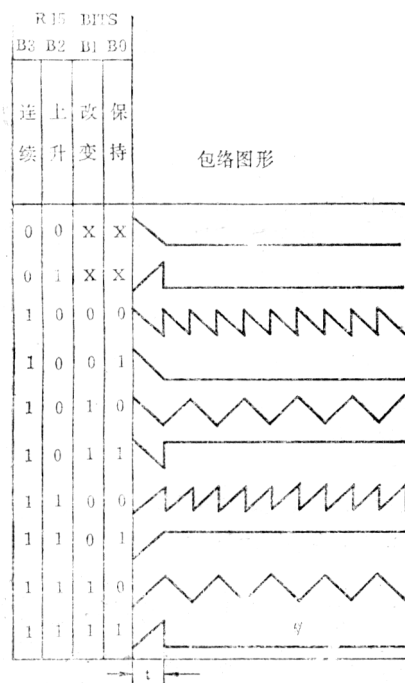 R15 BITS
B3 B2 B1 B0
连 上 改 保
续 升 变 持
包络图形
0 0 X X
0 1 X X
1 0 0 0
1 0 0 1
1 0 1 0
1 0 1 1
1 1 0 0
1 1 0 1
1 1 1 0
1 1 1 1
t